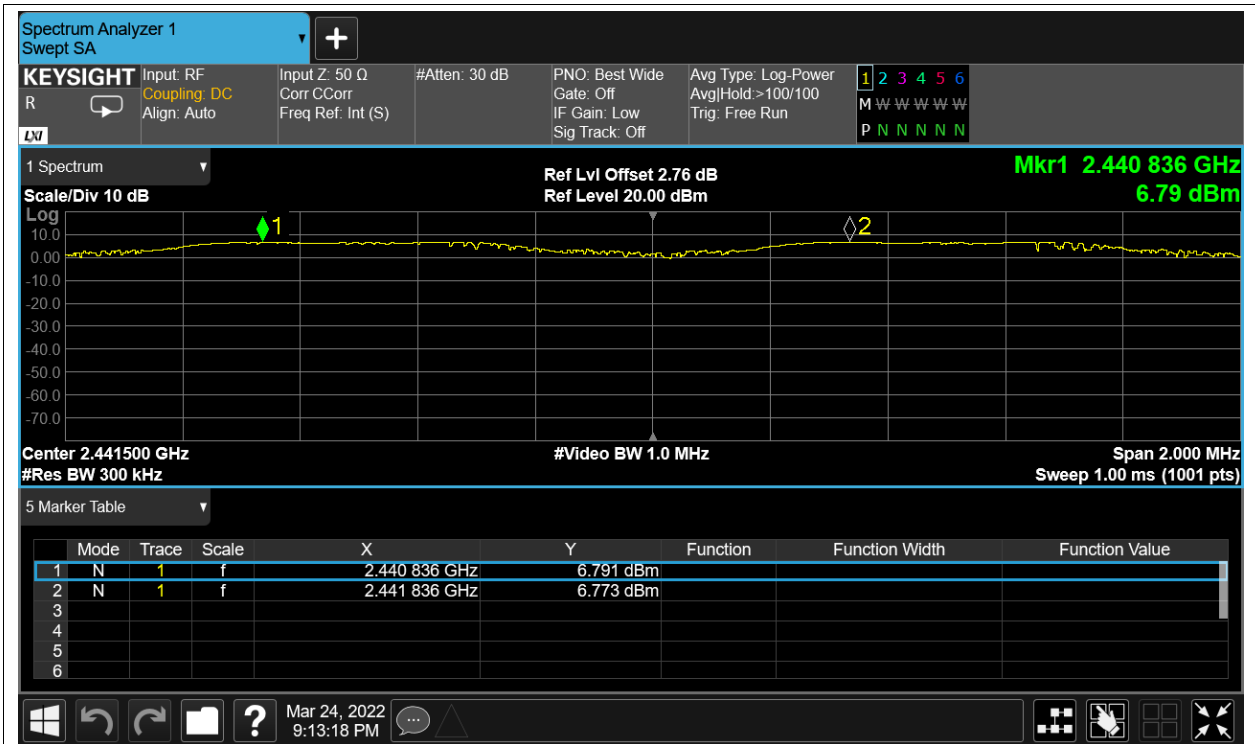 Spectrum Analyzer 1
Swept SA
KEYSIGHT
R
LXI
Input: RF
Coupling: DC
Align: Auto
Input Z: 50 Ω
Corr CCorr
Freq Ref: Int (S)
#Atten: 30 dB
PNO: Best Wide
Gate: Off
IF Gain: Low
Sig Track: Off
Avg Type: Log-Power
Avg|Hold:>100/100
Trig: Free Run
1 2 3 4 5 6
M W W W W W
P N N N N N
1 Spectrum
Scale/Div 10 dB
Ref Lvl Offset 2.76 dB
Ref Level 20.00 dBm
Mkr1 2.440 836 GHz
6.79 dBm
Log
10.0
0.00
-10.0
-20.0
-30.0
-40.0
-50.0
-60.0
-70.0
1
2
Center 2.441500 GHz
#Video BW 1.0 MHz
Span 2.000 MHz
#Res BW 300 kHz
Sweep 1.00 ms (1001 pts)
5 Marker Table
Mode Trace Scale X Y Function Function Width Function Value
1 N 1 f 2.440 836 GHz 6.791 dBm
2 N 1 f 2.441 836 GHz 6.773 dBm
3
4
5
6
?
Mar 24, 2022
9:13:18 PM